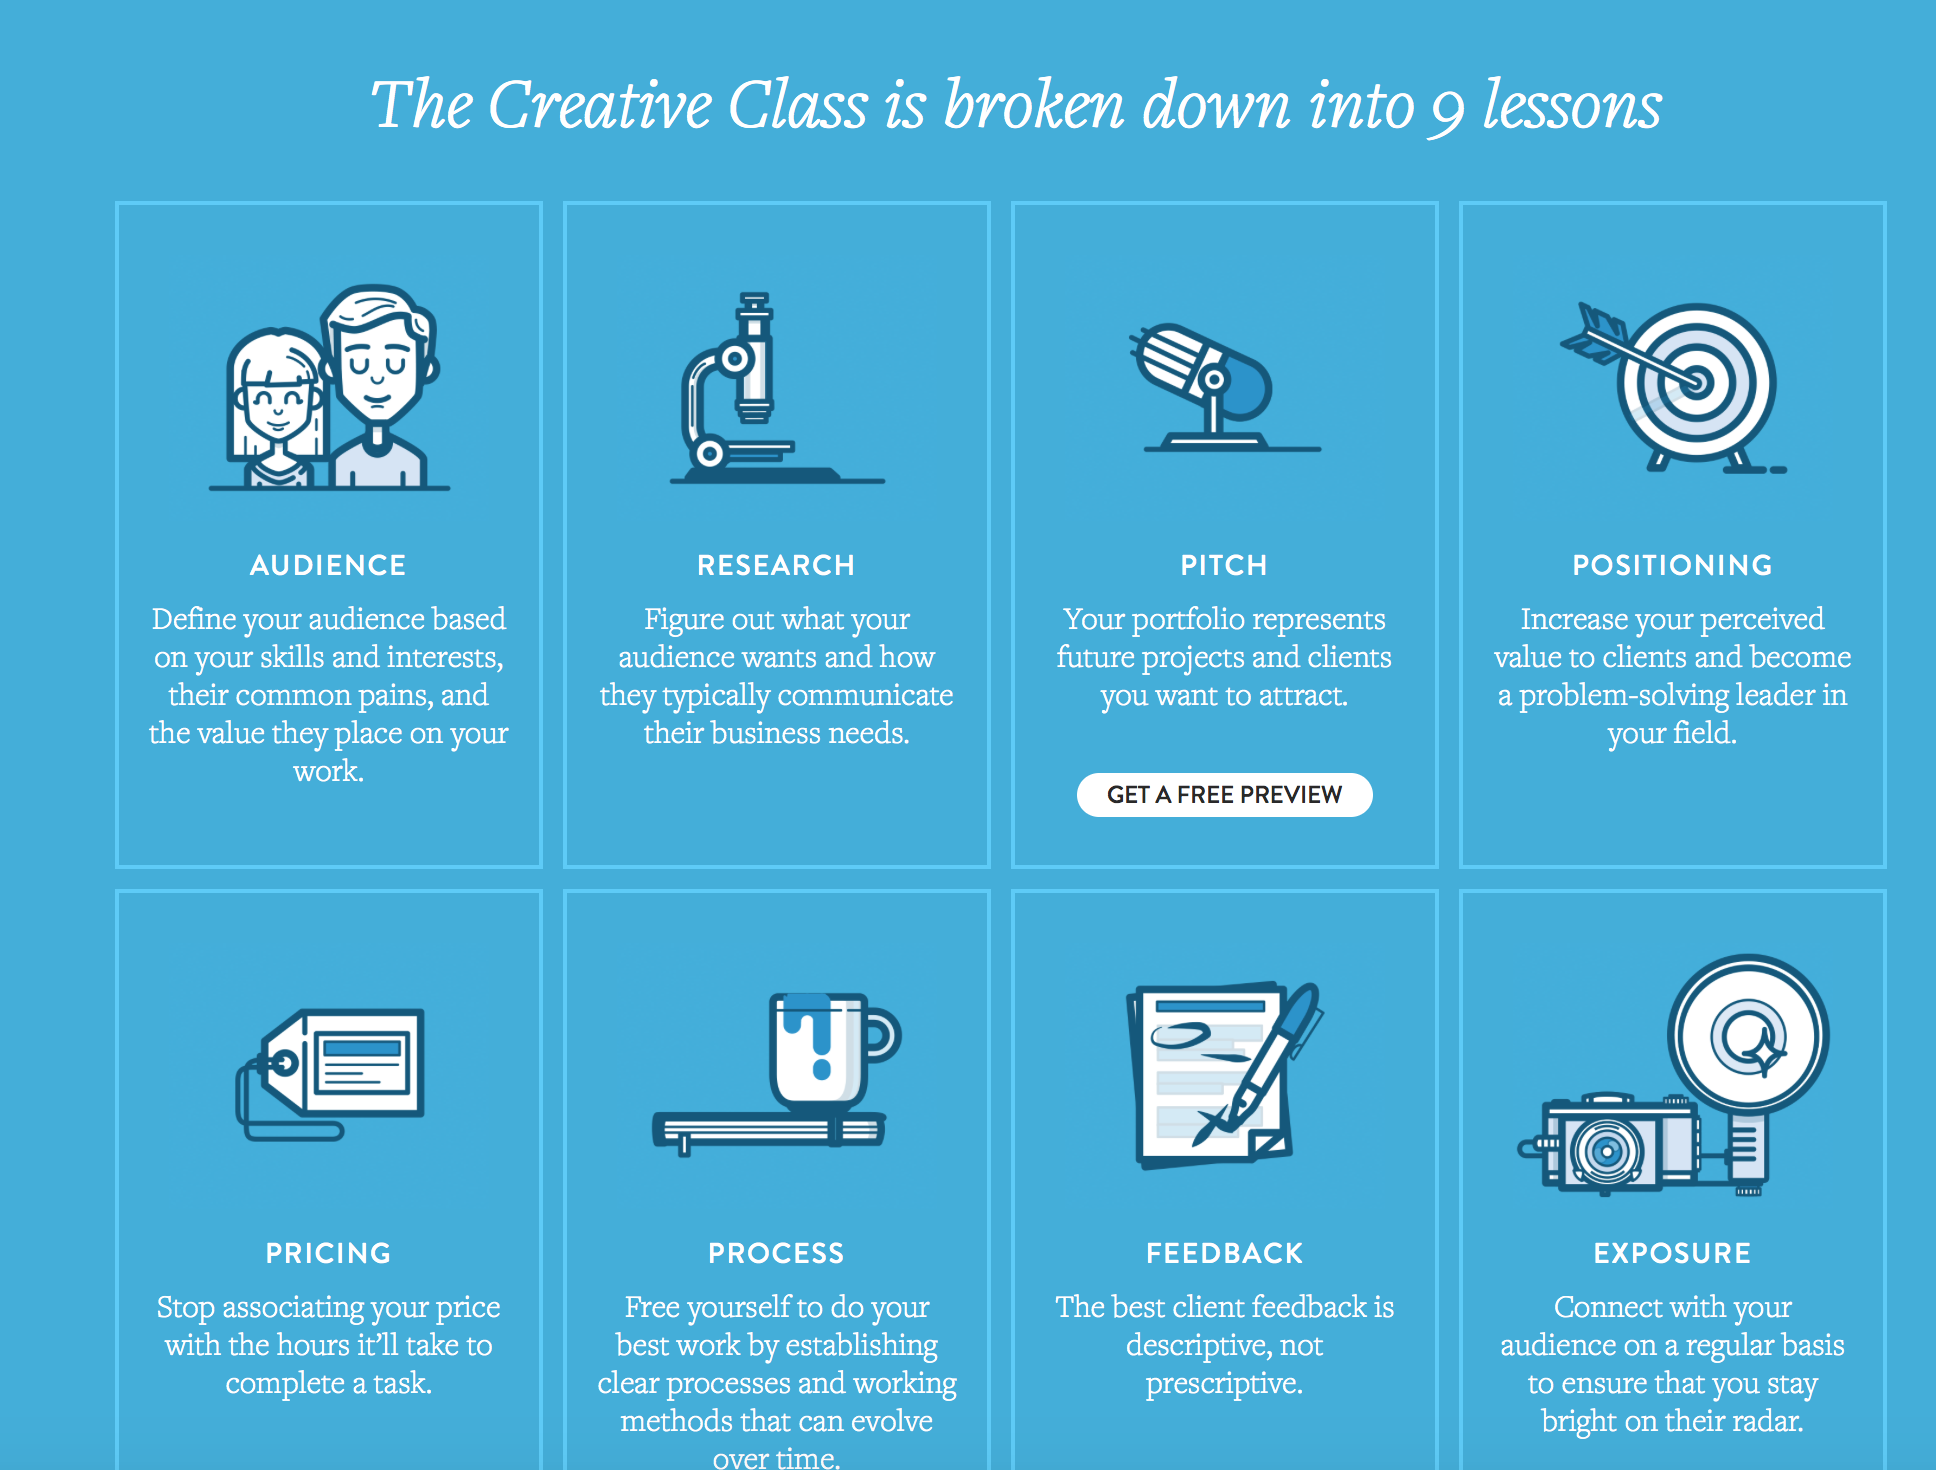 The Creative Class is broken down into 9 lessons
AUDIENCE
Define your audience based
on your skills and interests,
their common pains, and
the value they place on your
work.
RESEARCH
Figure out what your
audience wants and how
they typically communicate
their business needs.
PITCH
Your portfolio represents
future projects and clients
you want to attract.
GET A FREE PREVIEW
POSITIONING
Increase your perceived
value to clients and become
a problem-solving leader in
your field.
PRICING
Stop associating your price
with the hours it’ll take to
complete a task.
PROCESS
Free yourself to do your
best work by establishing
clear processes and working
methods that can evolve
over time.
FEEDBACK
The best client feedback is
descriptive, not
prescriptive.
EXPOSURE
Connect with your
audience on a regular basis
to ensure that you stay
bright on their radar.